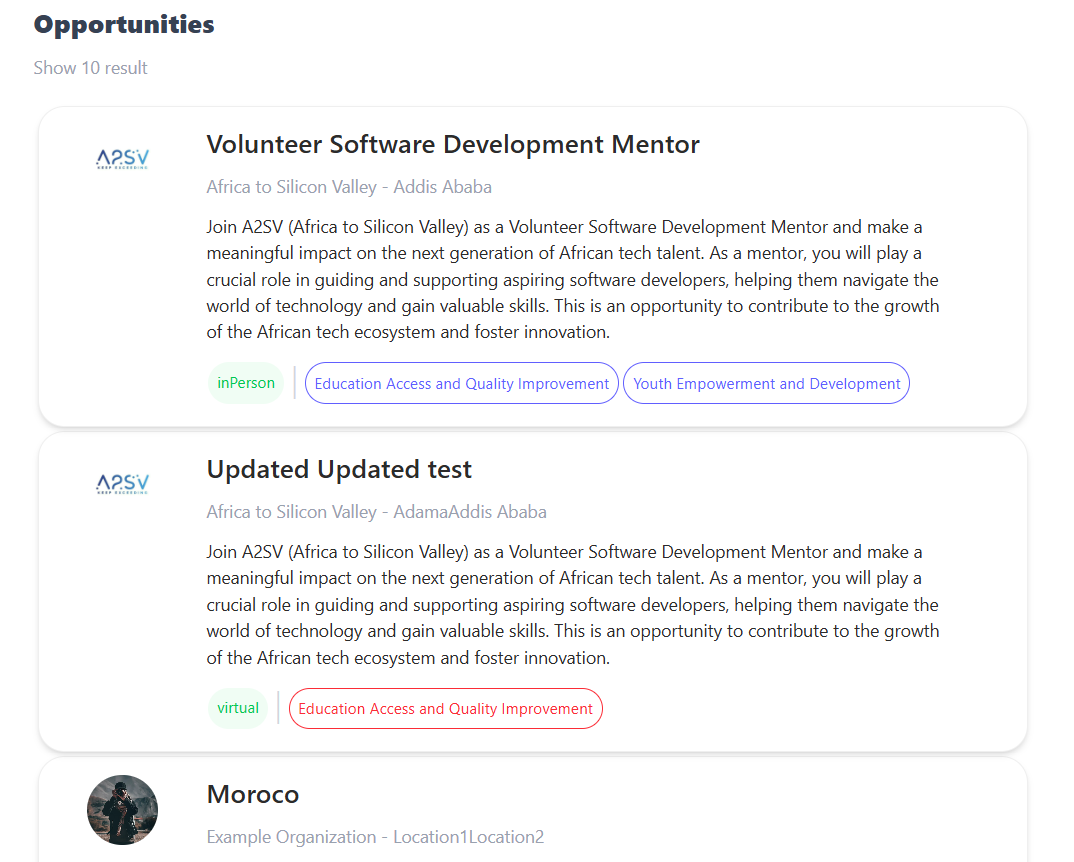 Opportunities
Show 10 result
A2SV
KEEP EXCEEDING
Volunteer Software Development Mentor
Africa to Silicon Valley - Addis Ababa
Join A2SV (Africa to Silicon Valley) as a Volunteer Software Development Mentor and make a
meaningful impact on the next generation of African tech talent. As a mentor, you will play a
crucial role in guiding and supporting aspiring software developers, helping them navigate the
world of technology and gain valuable skills. This is an opportunity to contribute to the growth
of the African tech ecosystem and foster innovation.
inPerson
Education Access and Quality Improvement
Youth Empowerment and Development
A2SV
KEEP EXCEEDING
Updated Updated test
Africa to Silicon Valley - AdamaAddis Ababa
Join A2SV (Africa to Silicon Valley) as a Volunteer Software Development Mentor and make a
meaningful impact on the next generation of African tech talent. As a mentor, you will play a
crucial role in guiding and supporting aspiring software developers, helping them navigate the
world of technology and gain valuable skills. This is an opportunity to contribute to the growth
of the African tech ecosystem and foster innovation.
virtual
Education Access and Quality Improvement
Moroco
Example Organization - Location1Location2